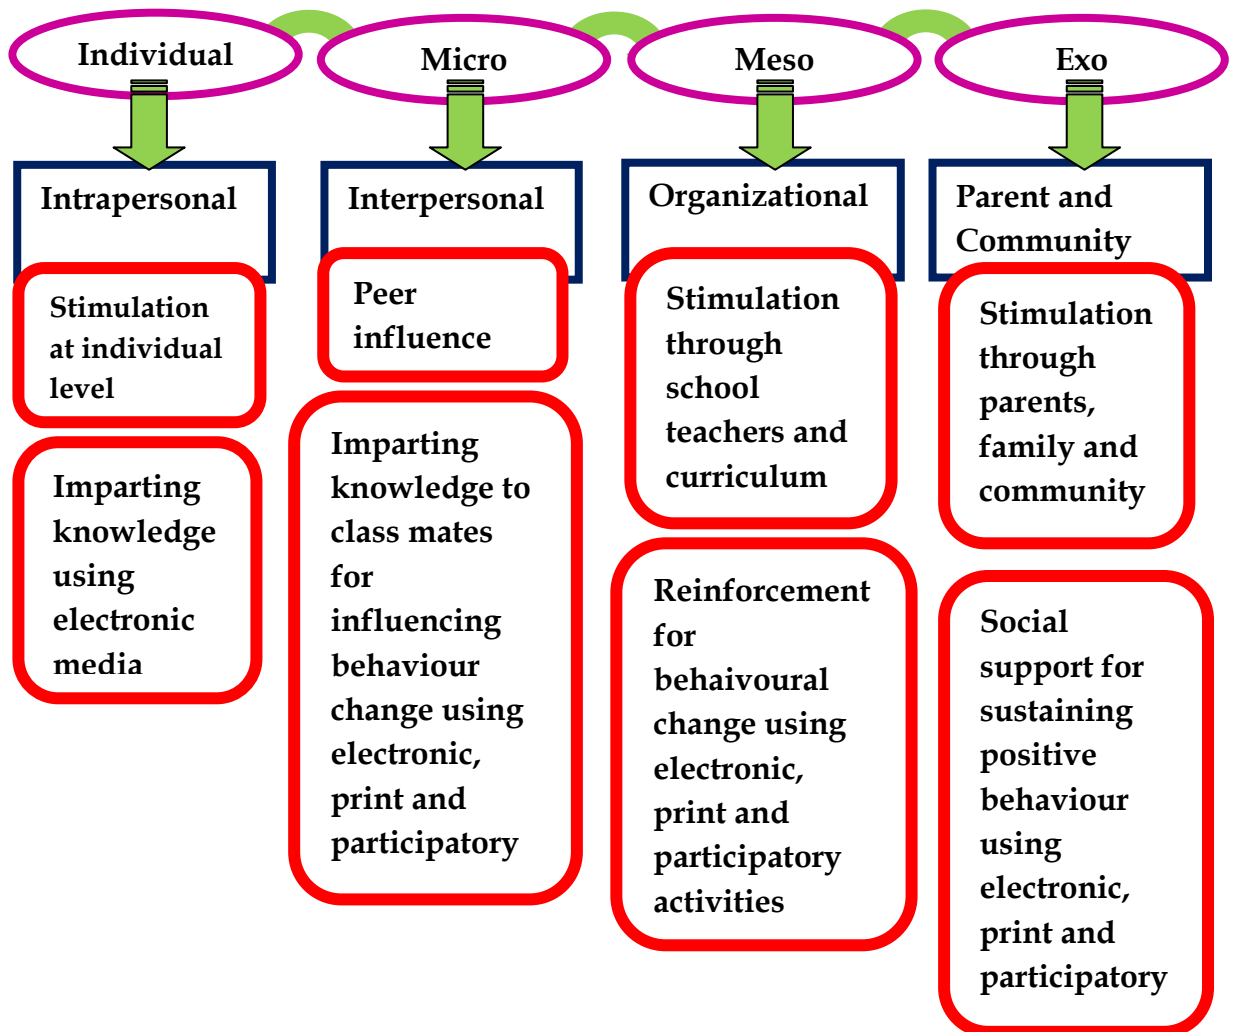 Individual
Micro
Meso
Exo
Intrapersonal
Interpersonal
Organizational
Parent and
Community
Stimulation
at individual
level
Imparting
knowledge
using
electronic
media
Peer
influence
Imparting
knowledge to
class mates
for
influencing
behaviour
change using
electronic,
print and
participatory
Stimulation
through
school
teachers and
curriculum
Reinforcement
for
behaivoural
change using
electronic,
print and
participatory
activities
Stimulation
through
parents,
family and
community
Social
support for
sustaining
positive
behaviour
using
electronic,
print and
participatory